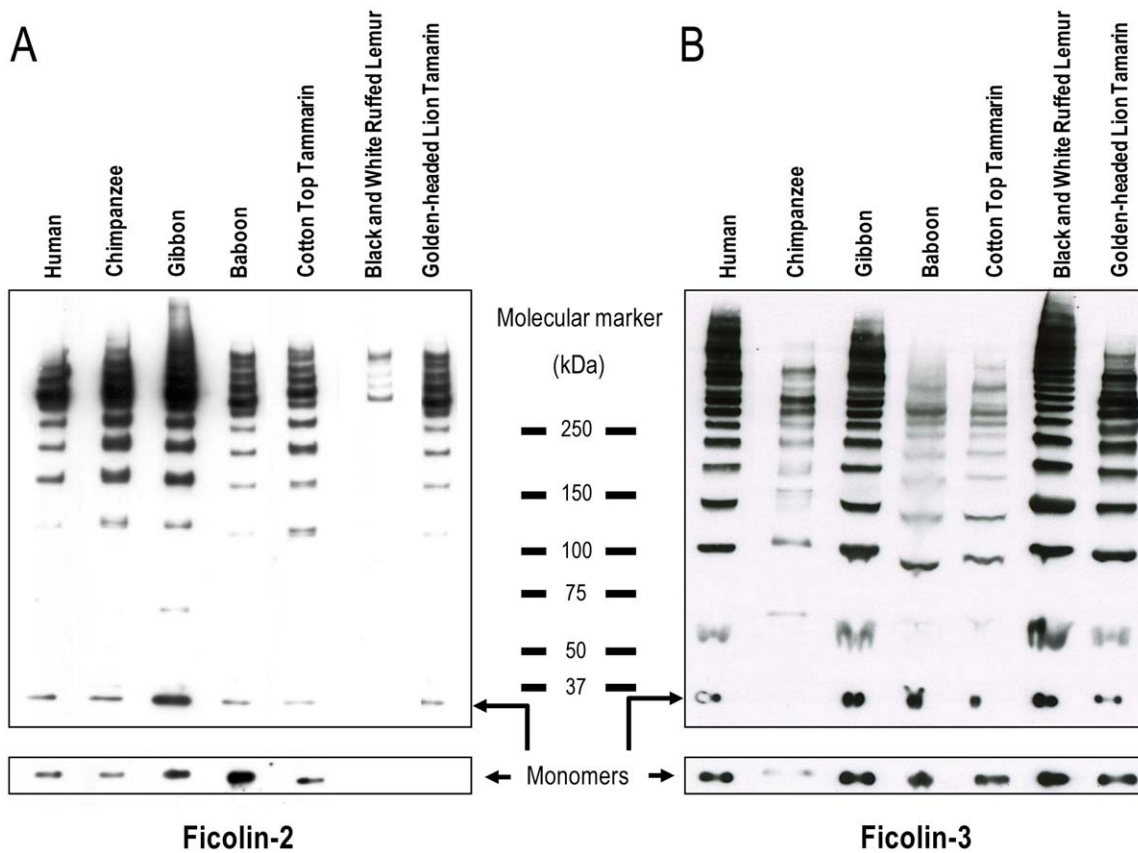 A
B
Human
Chimpanzee
Gibbon
Baboon
Cotton Top Tammarin
Black and White Ruffed Lemur
Golden-headed Lion Tamarin
Human
Chimpanzee
Gibbon
Baboon
Cotton Top Tammarin
Black and White Ruffed Lemur
Golden-headed Lion Tamarin
Molecular marker
(kDa)
250
150
100
75
50
37
Monomers
Ficolin-2
Ficolin-3